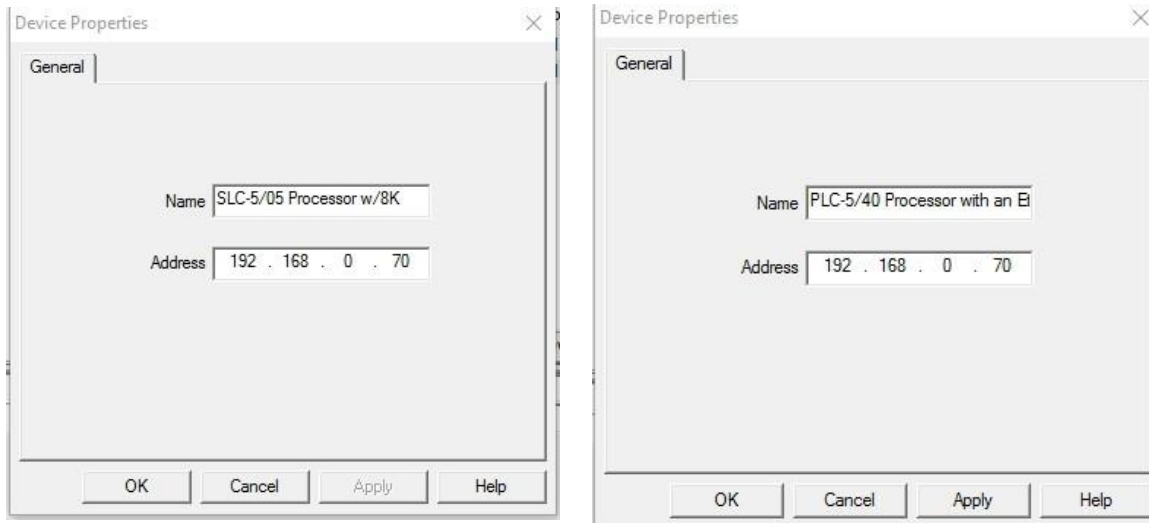 Device Properties
General
Name SLC-5/05 Processor w/8K
Address 192 . 168 . 0 . 70
OK Cancel Apply Help
Device Properties
General
Name PLC-5/40 Processor with an
Address 192 . 168 . 0 . 70
OK Cancel Apply Help